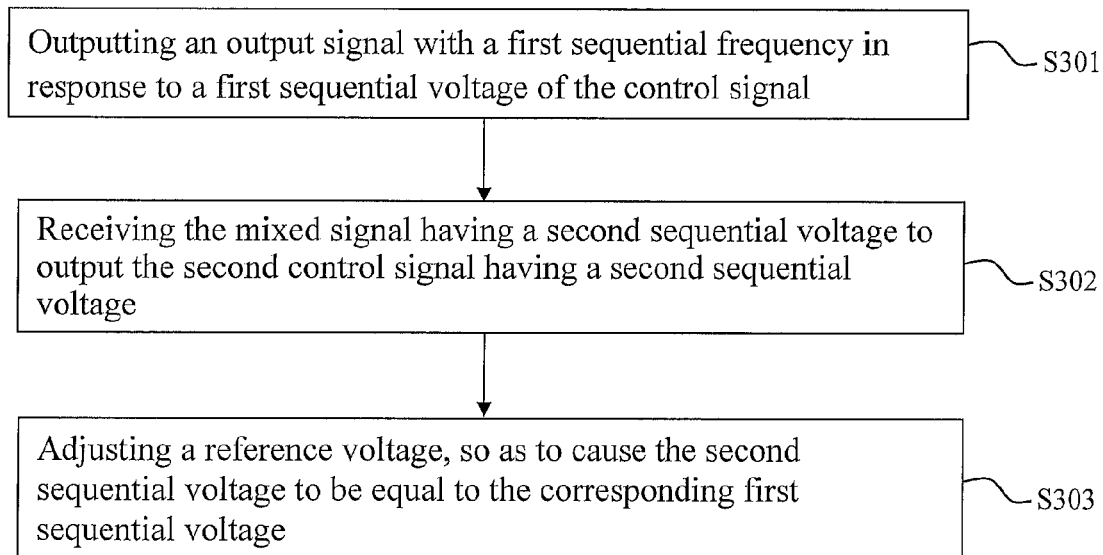 Outputting an output signal with a first sequential frequency in
response to a first sequential voltage of the control signal
S301
Receiving the mixed signal having a second sequential voltage to
output the second control signal having a second sequential
voltage
S302
Adjusting a reference voltage, so as to cause the second
sequential voltage to be equal to the corresponding first
sequential voltage
S303